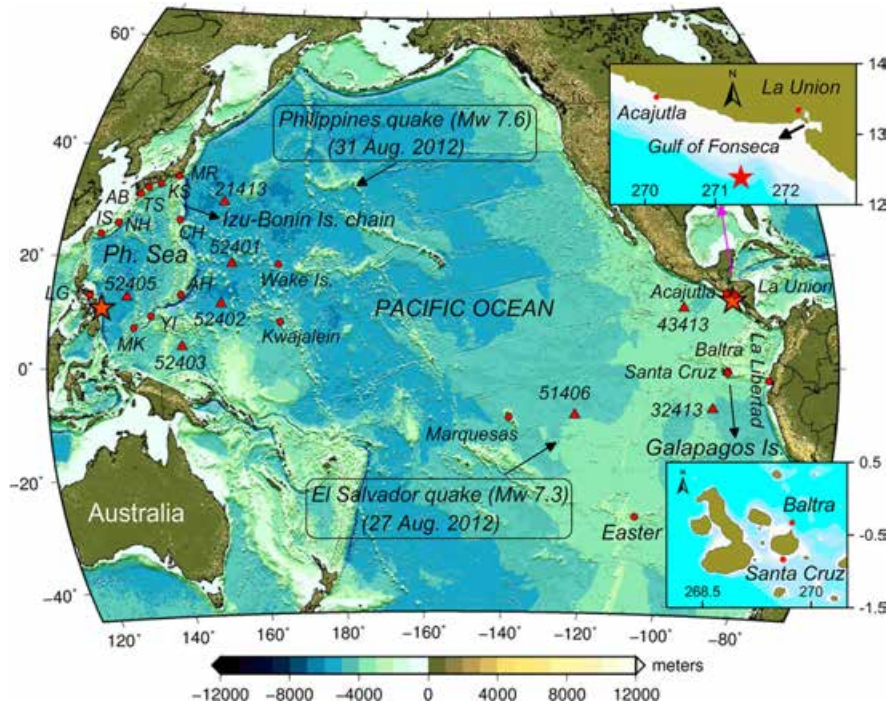 60°
40°
20°
0°
−20°
−40°
120°
140°
160°
180°
−160°
−140°
−120°
−100°
−80°
Philippines quake (Mw 7.6)
(31 Aug. 2012)
MR
KS
AB
TS
21413
IS
NH
CH
Izu-Bonin Is. chain
Ph. Sea
52401
52405
AH
Wake Is.
LG
52402
YI
MK
Kwajalein
52403
PACIFIC OCEAN
Acajutla
La Union
43413
Baltra
Santa Cruz
La Libertad
51406
32413
Marquesas
Galapagos Is.
El Salvador quake (Mw 7.3)
(27 Aug. 2012)
Easter
Australia
N
La Union
Acajutla
Gulf of Fonseca
270
271
272
14
13
12
N
Baltra
Santa Cruz
268.5
270
0.5
−0.5
−1.5
meters
−12000
−8000
−4000
0
4000
8000
12000